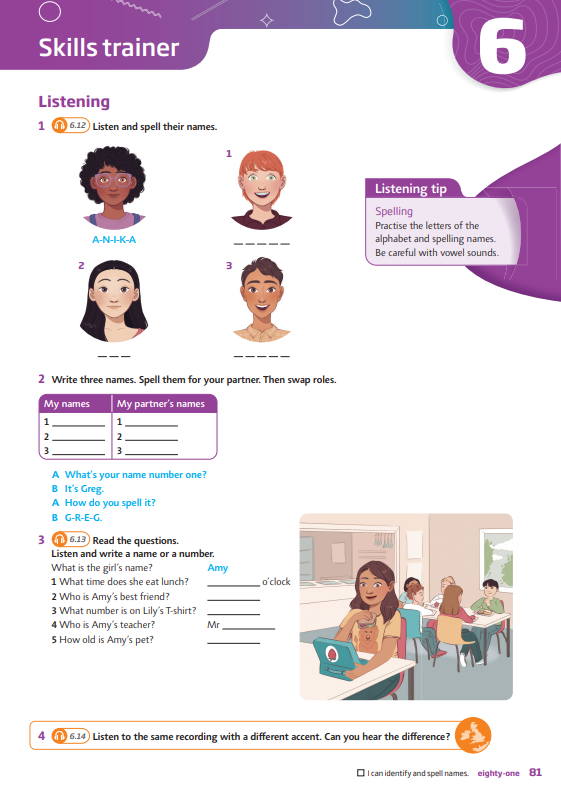 Skills trainer
6
Listening
1 6.12 Listen and spell their names.
1
Listening tip
Spelling
Practise the letters of the
alphabet and spelling names.
Be careful with vowel sounds.
A-N-I-K-A
_ _ _ _ _
2
3
_ _ _
_ _ _ _ _
2 Write three names. Spell them for your partner. Then swap roles.
My names My partner's names
1 ________ 1 ________
2 ________ 2 ________
3 ________ 3 ________
A What's your name number one?
B It's Greg.
A How do you spell it?
B G-R-E-G.
3 6.13 Read the questions.
Listen and write a name or a number.
What is the girl's name? Amy
1 What time does she eat lunch? ________ o'clock
2 Who is Amy's best friend? ________
3 What number is on Lily's T-shirt? ________
4 Who is Amy's teacher? Mr ________
5 How old is Amy's pet? ________
4 6.14 Listen to the same recording with a different accent. Can you hear the difference?
I can identify and spell names. eighty-one 81